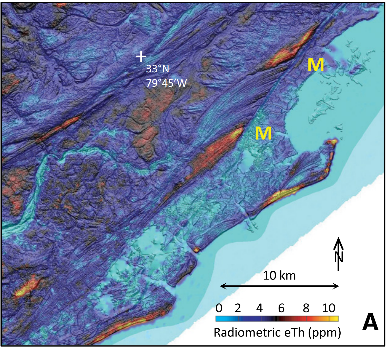 M
33°N
79°45'W
M
N
10 km
0 2 4 6 8 10
Radiometric eTh (ppm)
A